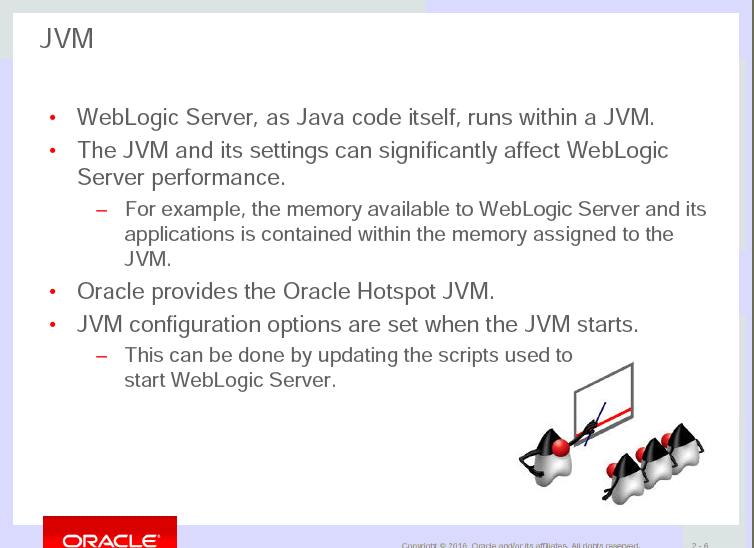 JVM
• WebLogic Server, as Java code itself, runs within a JVM.
• The JVM and its settings can significantly affect WebLogic
Server performance.
– For example, the memory available to WebLogic Server and its
applications is contained within the memory assigned to the
JVM.
• Oracle provides the Oracle Hotspot JVM.
• JVM configuration options are set when the JVM starts.
– This can be done by updating the scripts used to
start WebLogic Server.
ORACLE
Copyright © 2016, Oracle and/or its affiliates. All rights reserved.
2 - 6